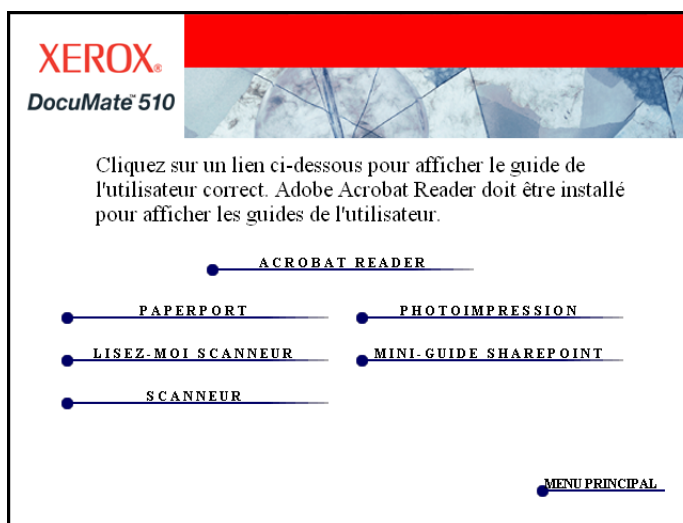 XEROX®
DocuMate™ 510
Cliquez sur un lien ci-dessous pour afficher le guide de
l'utilisateur correct. Adobe Acrobat Reader doit être installé
pour afficher les guides de l'utilisateur.
ACROBAT READER
PAPERPORT
PHOTOIMPRESSION
LISEZ-MOI SCANNEUR
MINI-GUIDE SHAREPOINT
SCANNEUR
MENU PRINCIPAL